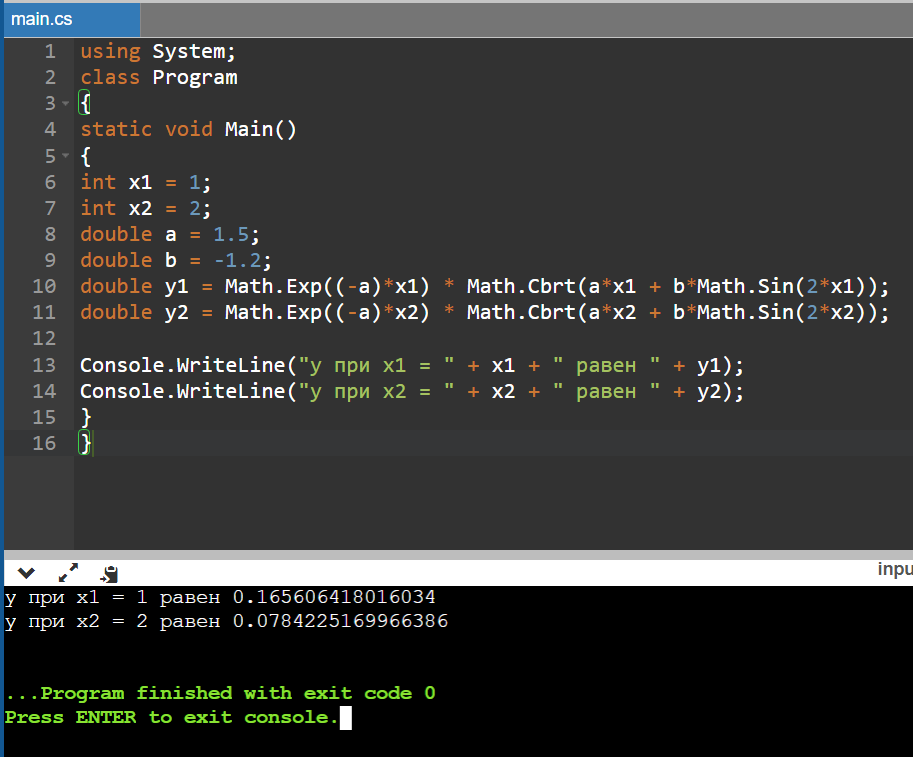 main.cs
1 using System;
2 class Program
3 {
4 static void Main()
5 {
6 int x1 = 1;
7 int x2 = 2;
8 double a = 1.5;
9 double b = -1.2;
10 double y1 = Math.Exp((-a)*x1) * Math.Cbrt(a*x1 + b*Math.Sin(2*x1));
11 double y2 = Math.Exp((-a)*x2) * Math.Cbrt(a*x2 + b*Math.Sin(2*x2));
12
13 Console.WriteLine("y при x1 = " + x1 + " равен " + y1);
14 Console.WriteLine("y при x2 = " + x2 + " равен " + y2);
15 }
16 }
inpu
y при x1 = 1 равен 0.165606418016034
y при x2 = 2 равен 0.0784225169966386
...Program finished with exit code 0
Press ENTER to exit console.